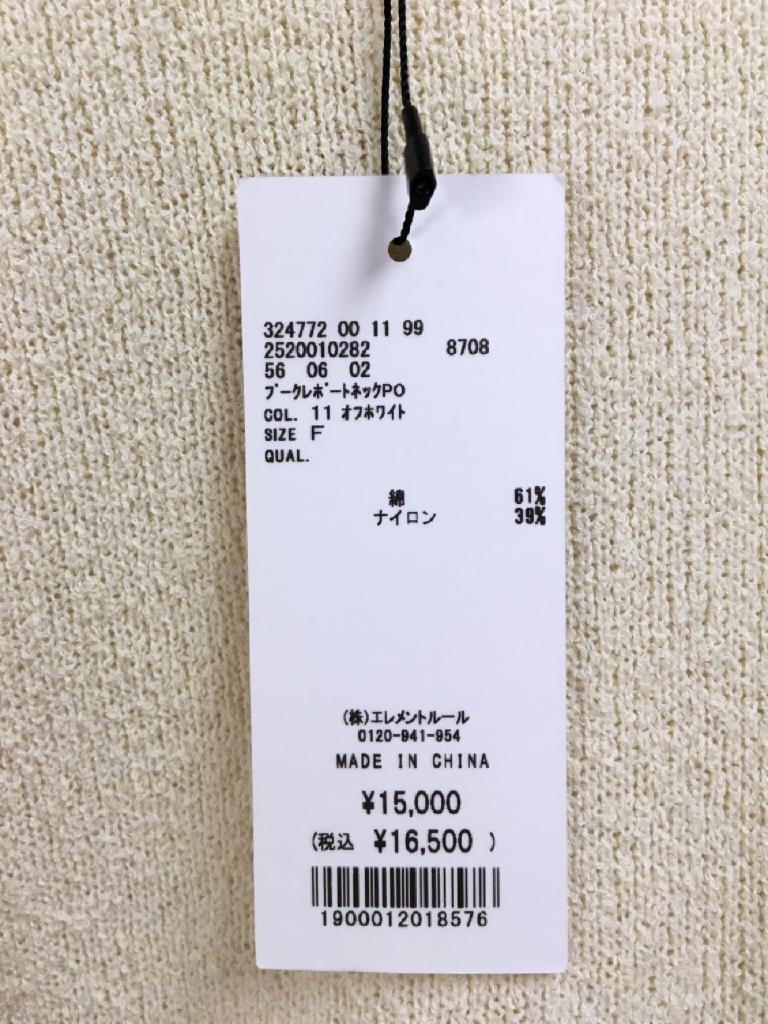 324772 00 11 99
2520010282 8708
56 06 02
ブークレボートネックPO
COL. 11 オフホワイト
SIZE F
QUAL.
綿 61%
ナイロン 39%
(株)エレメントルール
0120-941-954
MADE IN CHINA
¥15,000
(税込 ¥16,500 )
1900012018576